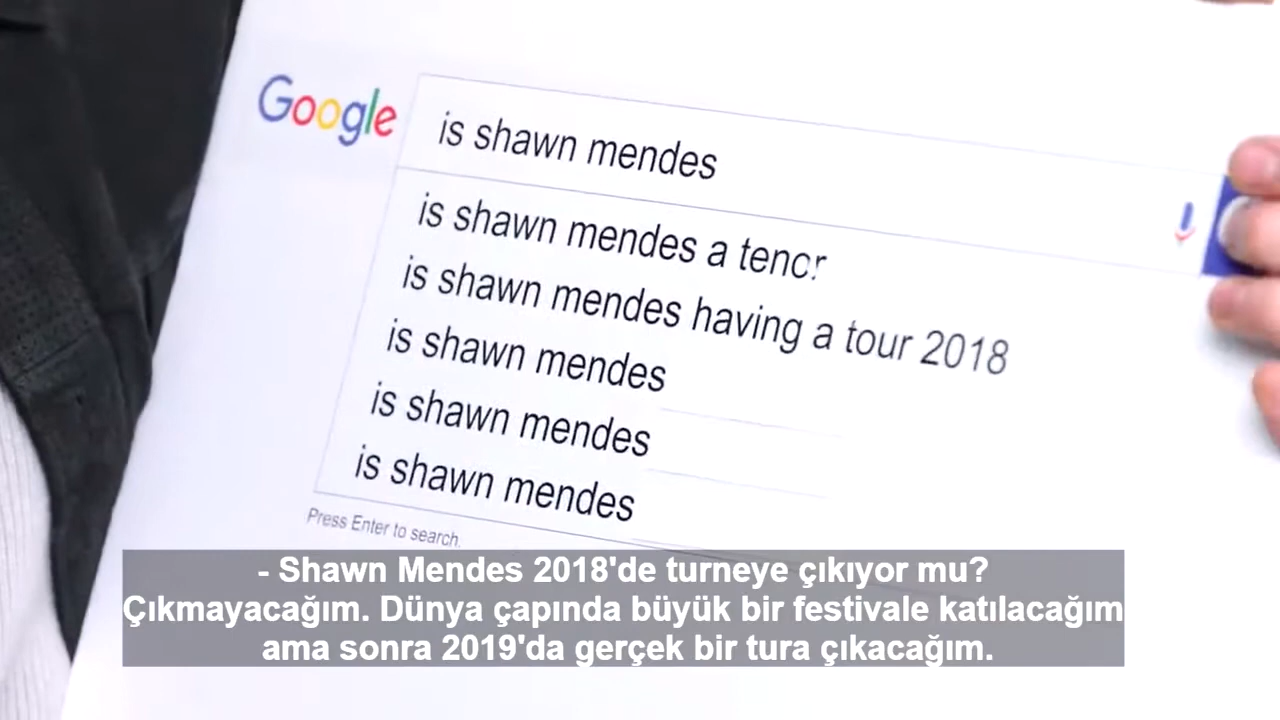 Google
is shawn mendes
is shawn mendes a tencr
is shawn mendes having a tour 2018
is shawn mendes
is shawn mendes
is shawn mendes
Press Enter to search.
- Shawn Mendes 2018'de turneye çıkıyor mu?
Çıkmayacağım. Dünya çapında büyük bir festivale katılacağım
ama sonra 2019'da gerçek bir tura çıkacağım.